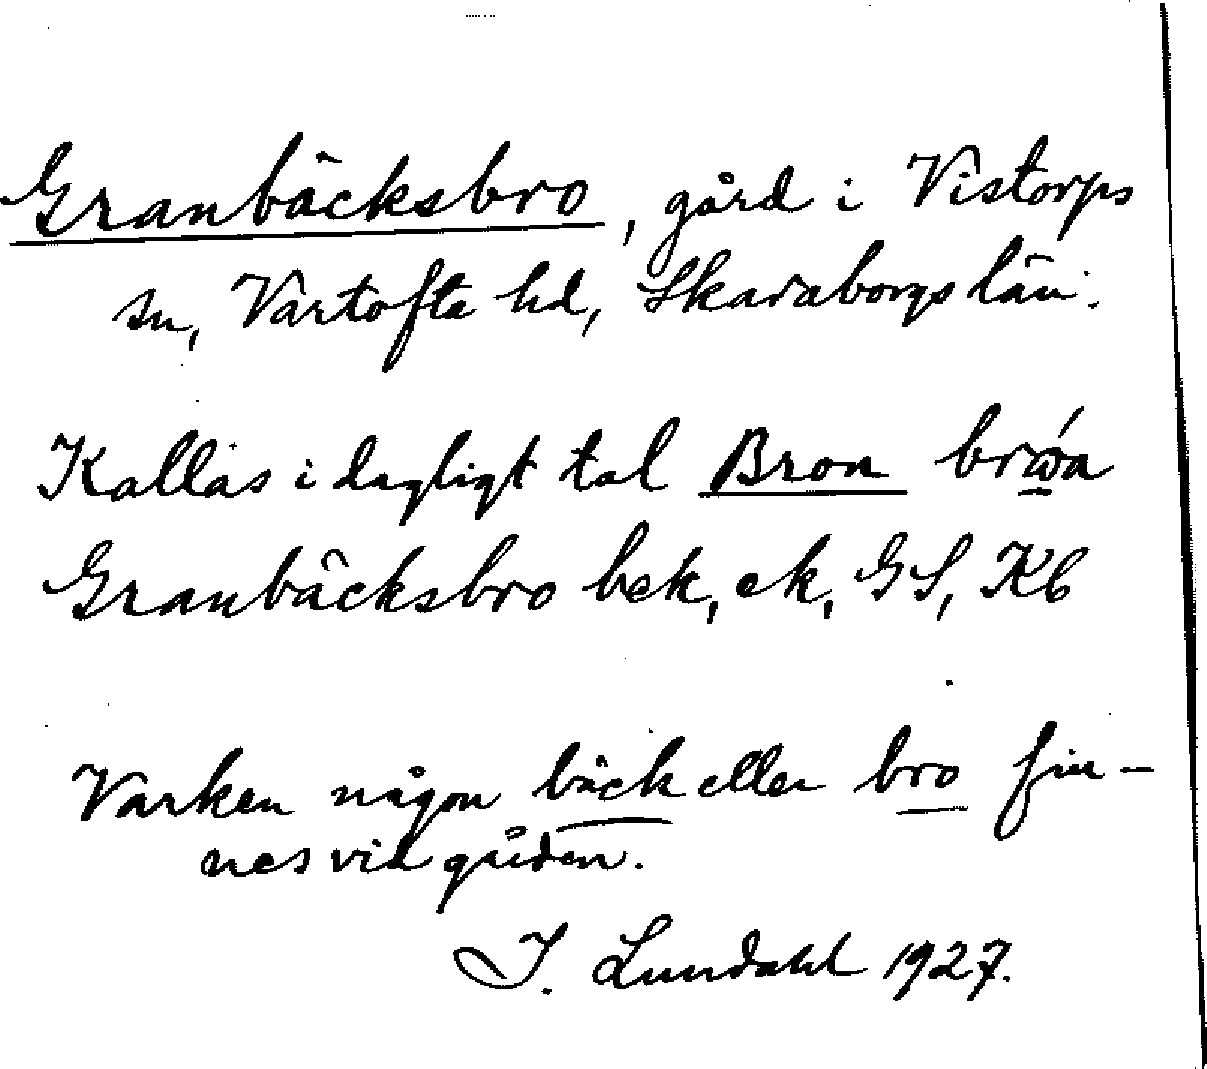 Granbäcksbro, gård i Vistorps
sn, Vartofta hd, Skaraborgs län.
Kallas i dagligt tal Bron
Granbäcksbro bek, ek, GS, Kb
Varken någon bäck eller bro fin-
nes vid gården.
I. Lundahl 1927.